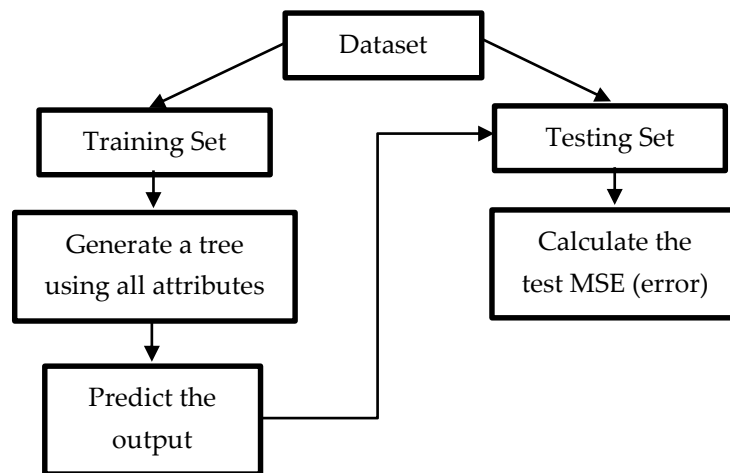 Dataset
Training Set
Testing Set
Generate a tree
using all attributes
Calculate the
test MSE (error)
Predict the
output